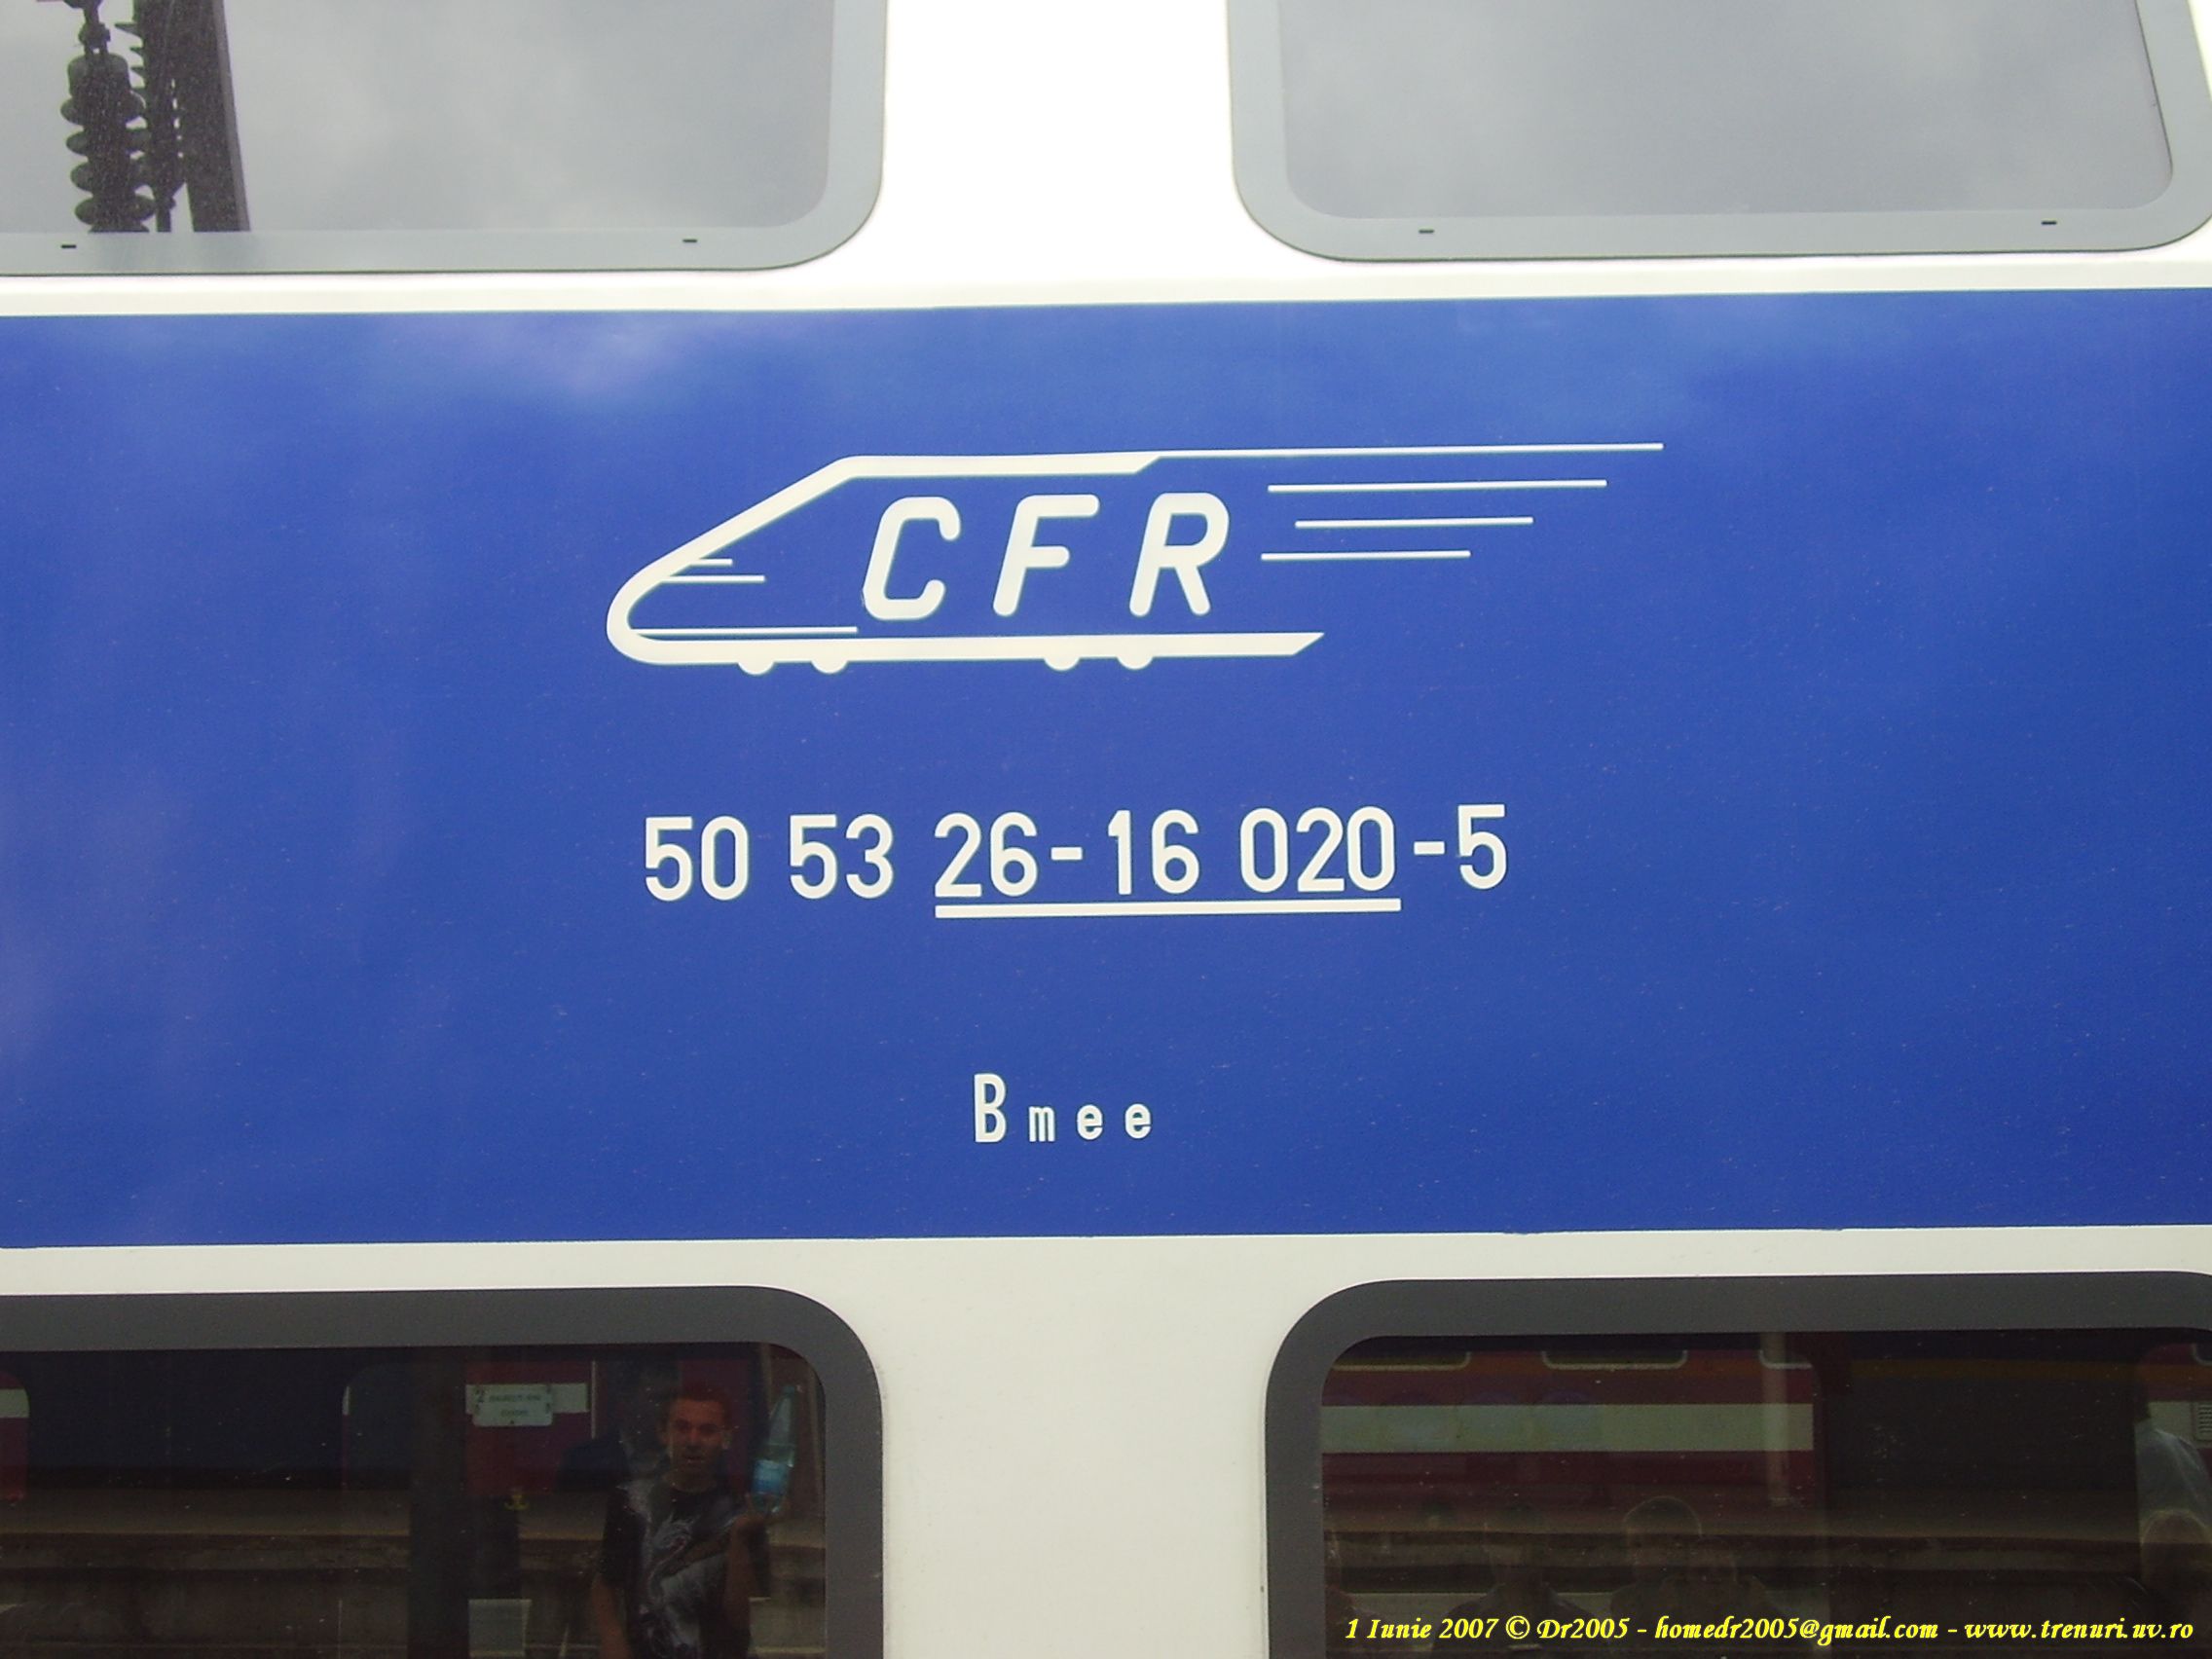 CFR
50 53 26-16 020-5
Bmee
1 Iunie 2007 © Dr2005 - homedr2005@gmail.com - www.trenuri.uv.ro